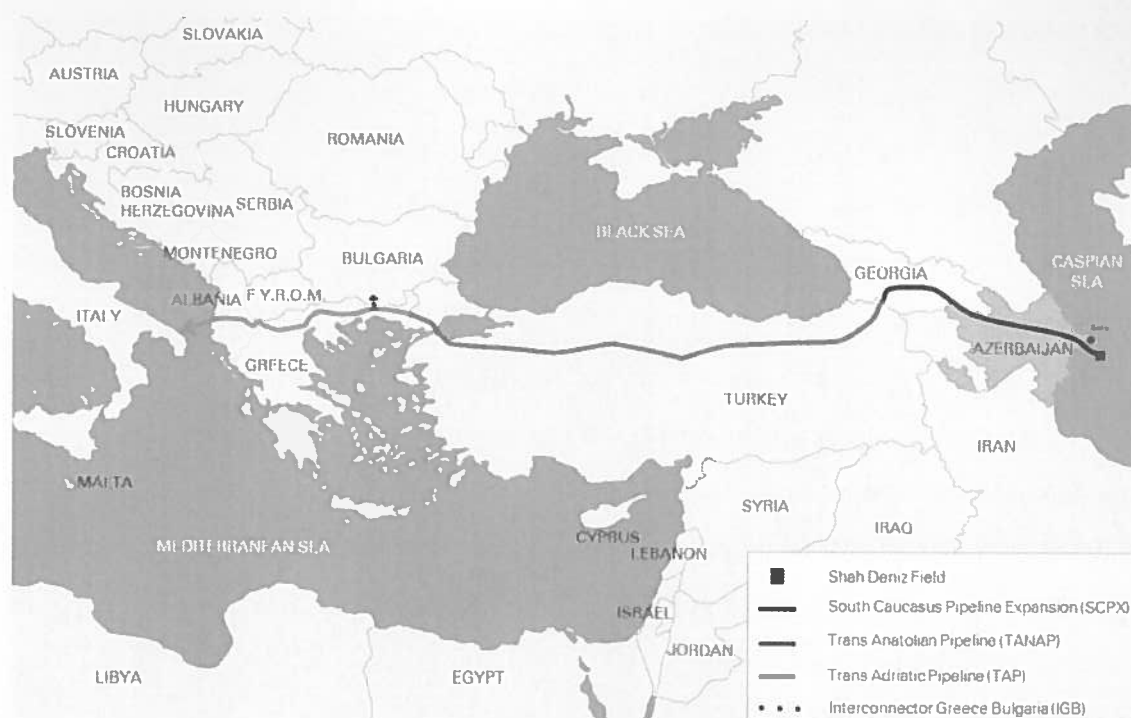 SLOVAKIA
AUSTRIA
HUNGARY
SLOVENIA
ROMANIA
CROATIA
BOSNIA
HERZEGOVINA
SERBIA
BLACK SEA
MONTENEGRO
BULGARIA
GEORGIA
CASPIAN
SEA
ALBANIA
F.Y.R.O.M.
ITALY
AZERBAIJAN
GREECE
TURKEY
IRAN
MALTA
SYRIA
IRAQ
CYPRUS
LEBANON
MEDITERRANEAN SEA
ISRAEL
JORDAN
LIBYA
EGYPT
Shah Deniz Field
South Caucasus Pipeline Expansion (SCPX)
Trans Anatolian Pipeline (TANAP)
Trans Adriatic Pipeline (TAP)
Interconnector Greece Bulgaria (IGB)